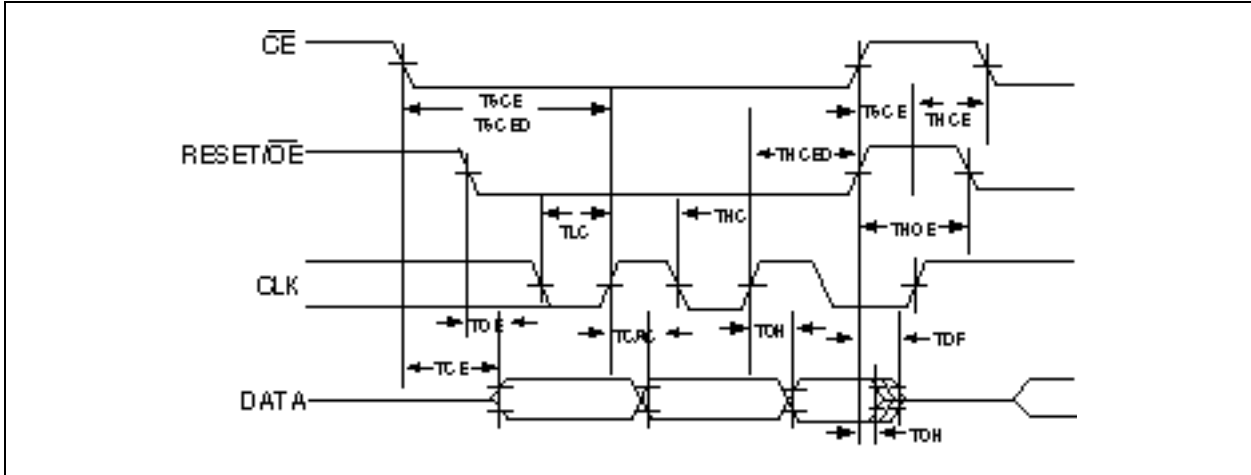 CE
TSCE
TSCED
TSCE
THCE
RESET/OE
THCED
TLC
THC
THOE
CLK
TOE
TCAC
TOH
TDF
TCE
DATA
TOH